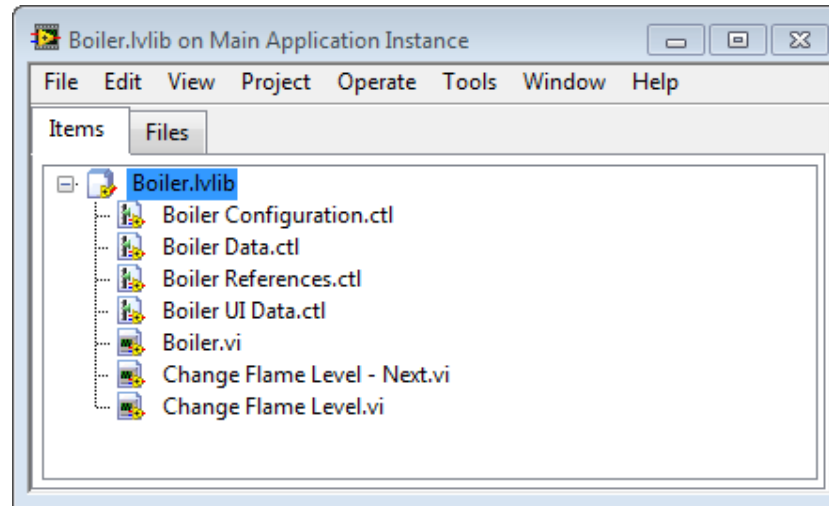 Boiler.lvlib on Main Application Instance
File Edit View Project Operate Tools Window Help
Items Files
Boiler.lvlib
Boiler Configuration.ctl
Boiler Data.ctl
Boiler References.ctl
Boiler UI Data.ctl
Boiler.vi
Change Flame Level - Next.vi
Change Flame Level.vi